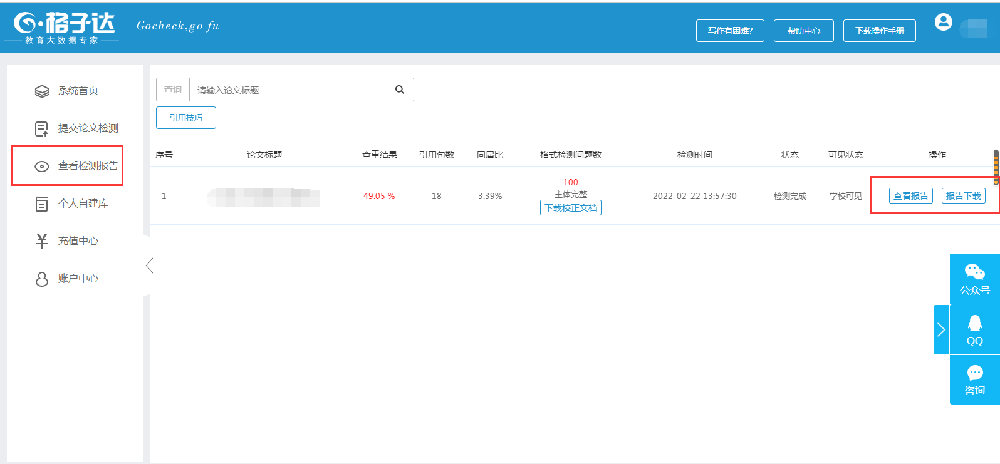 格子达
教育大数据专家
Gocheck,go fu
写作有困难?
帮助中心
下载操作手册
系统首页
提交论文检测
查看检测报告
个人自建库
充值中心
账户中心
查询 请输入论文标题
引用技巧
序号 论文标题 查重结果 引用句数 同届比 格式检测问题数 检测时间 状态 可见状态 操作
1 49.05 % 18 3.39% 100 2022-02-22 13:57:30 检测完成 学校可见 查看报告 报告下载
主体完整
下载校正文档
公众号
QQ
咨询